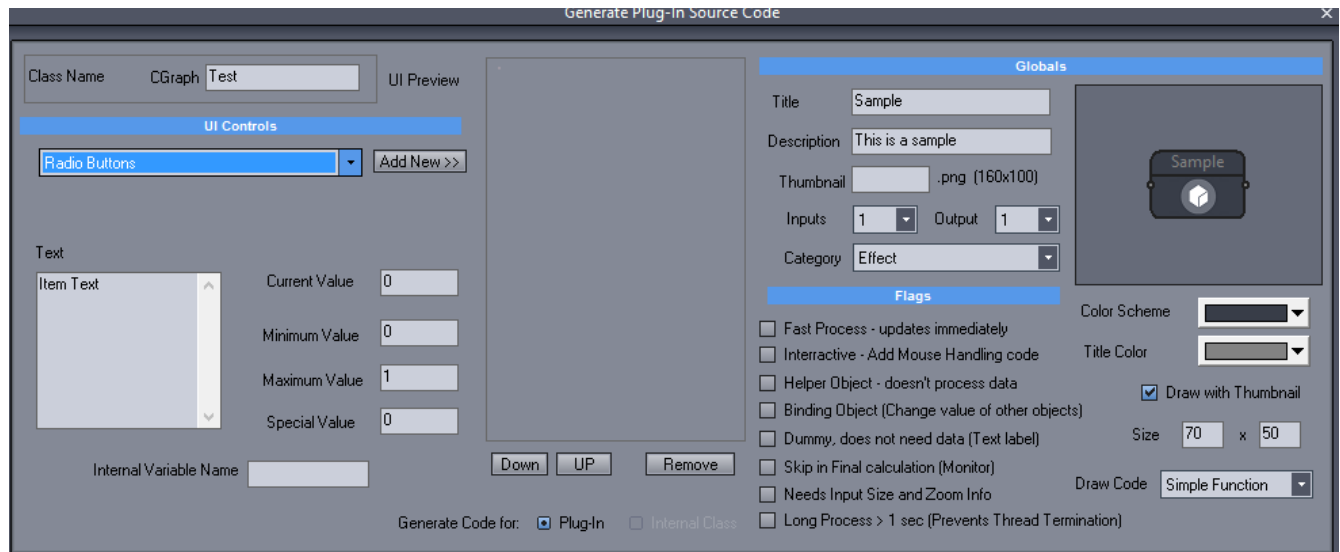 Generate Plug-In Source Code
Class Name CGraph Test
UI Preview
UI Controls
Radio Buttons
Add New >>
Text
Item Text
Current Value 0
Minimum Value 0
Maximum Value 1
Special Value 0
Internal Variable Name
Down UP Remove
Generate Code for: Plug-In Internal Class
Globals
Title Sample
Description This is a sample
Thumbnail .png (160x100)
Inputs 1 Output 1
Category Effect
Sample
Flags
Fast Process - updates immediately
Interractive - Add Mouse Handling code
Helper Object - doesn't process data
Binding Object (Change value of other objects)
Dummy, does not need data (Text label)
Skip in Final calculation (Monitor)
Needs Input Size and Zoom Info
Long Process > 1 sec (Prevents Thread Termination)
Color Scheme
Title Color
Draw with Thumbnail
Size 70 x 50
Draw Code Simple Function